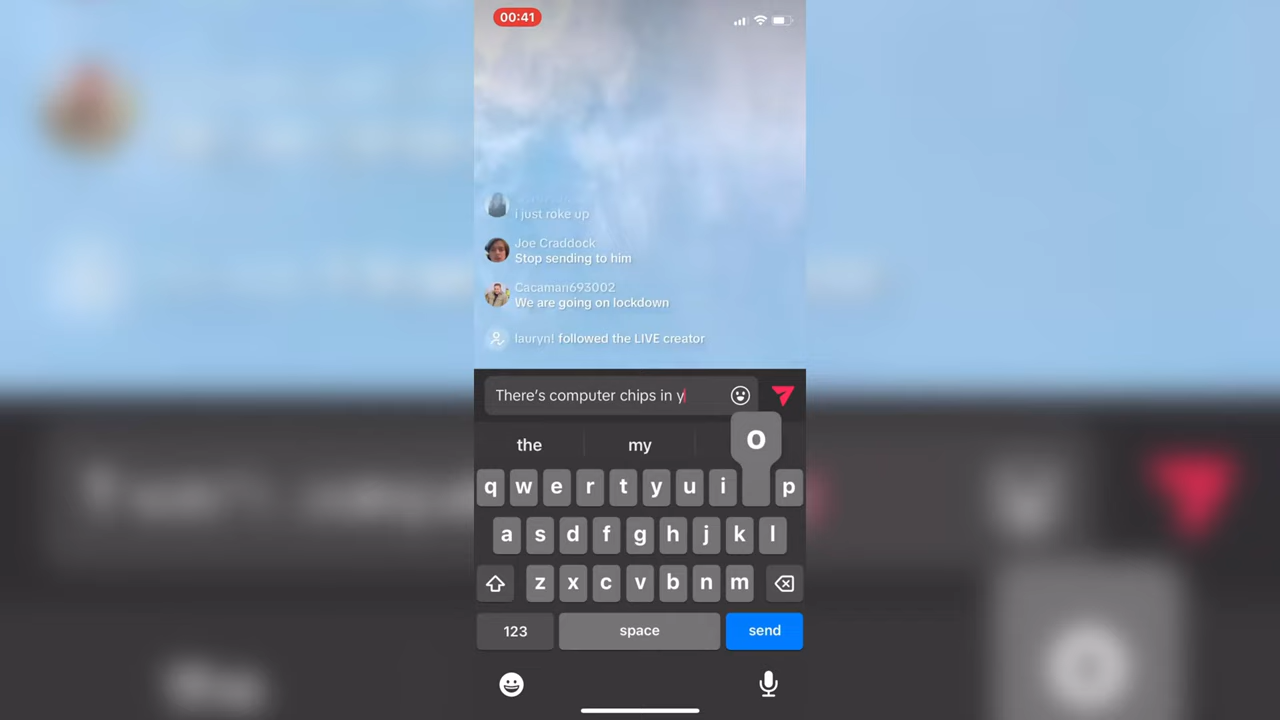 00:41
i just roke up
Joe Craddock
Stop sending to him
Cacaman693002
We are going on lockdown
lauryn! followed the LIVE creator
There's computer chips in y
the my
o
q w e r t y u i p
a s d f g h j k l
z x c v b n m
123 space send